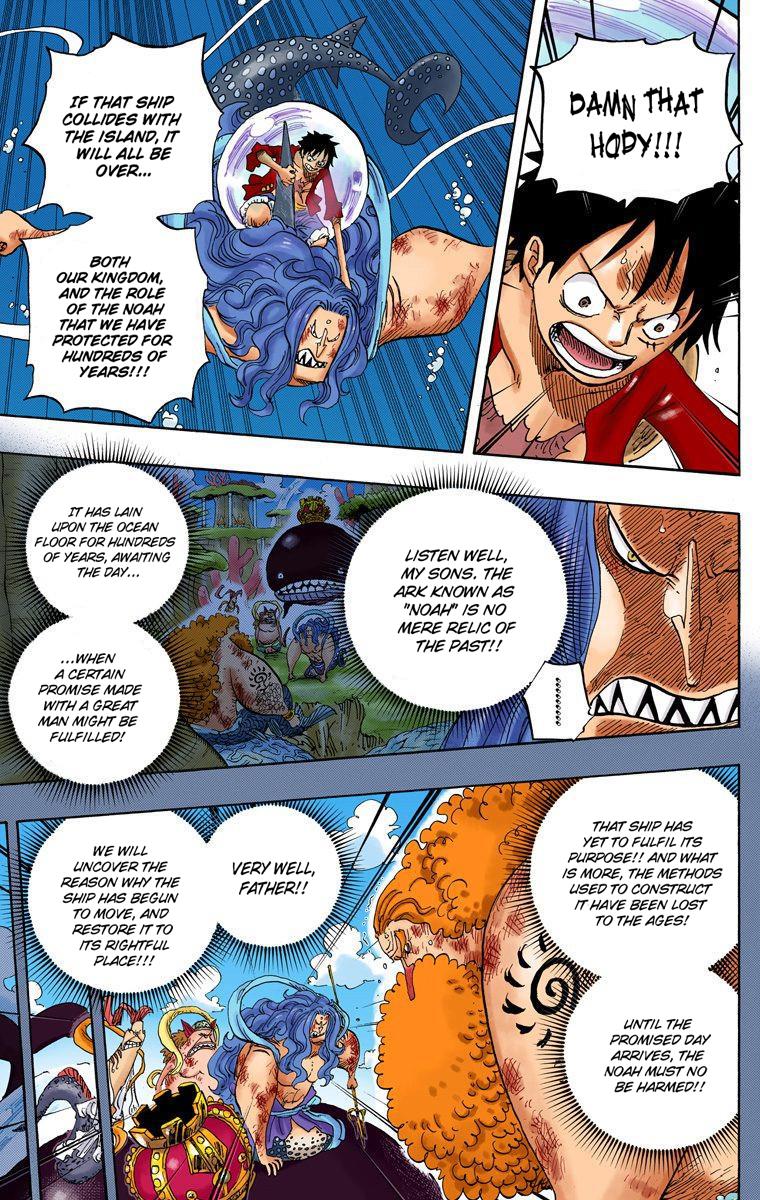 DAMN THAT
HODY!!!
IF THAT SHIP
COLLIDES WITH
THE ISLAND, IT
WILL ALL BE
OVER...
BOTH
OUR KINGDOM,
AND THE ROLE
OF THE NOAH
THAT WE HAVE
PROTECTED FOR
HUNDREDS OF
YEARS!!!
LISTEN WELL,
MY SONS. THE
ARK KNOWN AS
"NOAH" IS NO
MERE RELIC OF
THE PAST!!
IT HAS LAIN
UPON THE OCEAN
FLOOR FOR HUNDREDS
OF YEARS, AWAITING
THE DAY...
...WHEN
A CERTAIN
PROMISE MADE
WITH A GREAT
MAN MIGHT BE
FULFILLED!
THAT SHIP HAS
YET TO FULFIL ITS
PURPOSE!! AND WHAT
IS MORE, THE METHODS
USED TO CONSTRUCT
IT HAVE BEEN LOST
TO THE AGES!
UNTIL THE
PROMISED DAY
ARRIVES, THE
NOAH MUST NO
BE HARMED!!
VERY WELL,
FATHER!!
WE WILL
UNCOVER THE
REASON WHY THE
SHIP HAS BEGUN
TO MOVE, AND
RESTORE IT TO
ITS RIGHTFUL
PLACE!!!